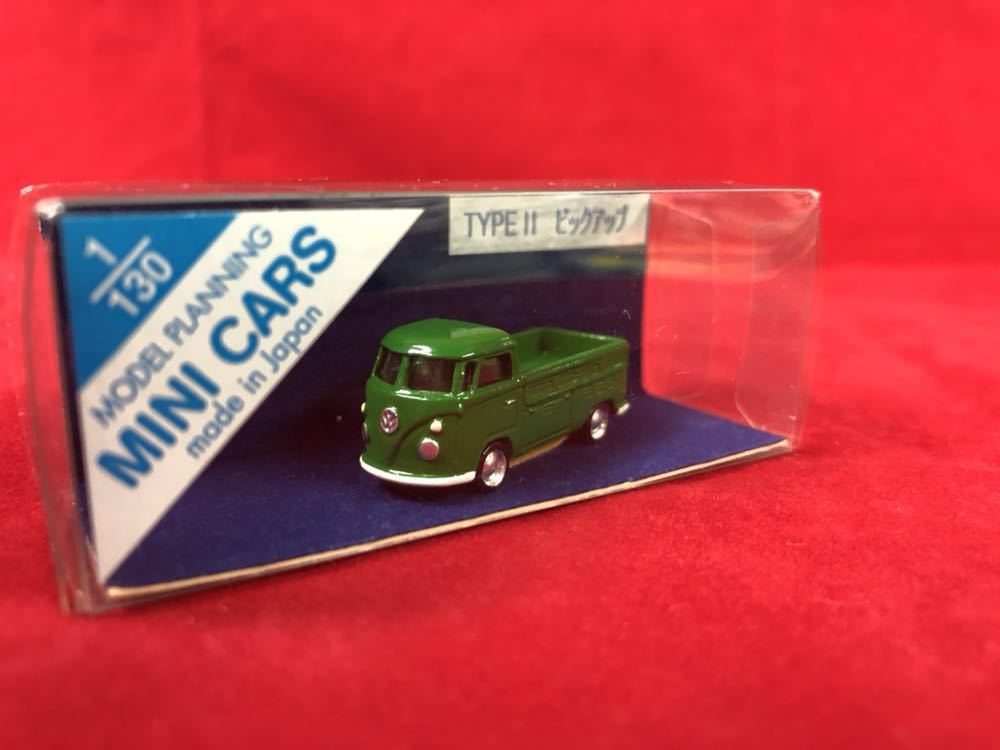 1/130
MODEL PLANNING
MINI CARS
made in Japan
TYPE II ピックアップ